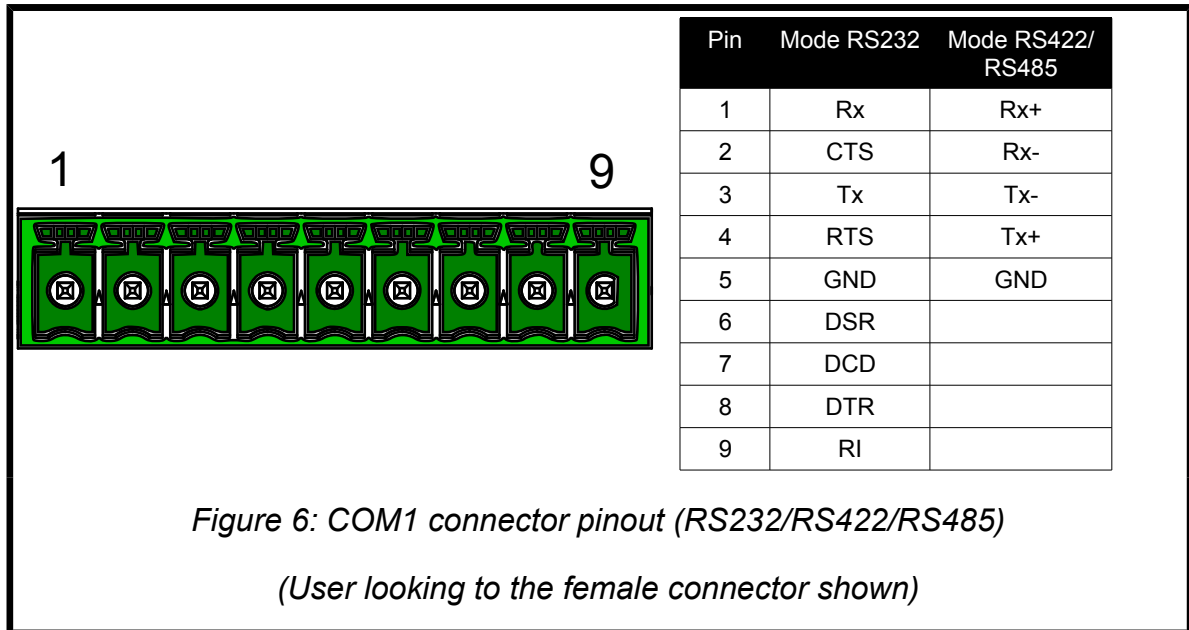 1 9
Pin Mode RS232 Mode RS422/
RS485
1 Rx Rx+
2 CTS Rx-
3 Tx Tx-
4 RTS Tx+
5 GND GND
6 DSR
7 DCD
8 DTR
9 RI
Figure 6: COM1 connector pinout (RS232/RS422/RS485)
(User looking to the female connector shown)